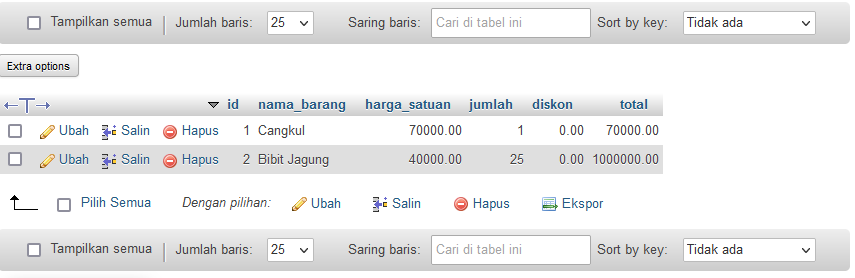 Tampilkan semua Jumlah baris: 25 Saring baris: Cari di tabel ini Sort by key: Tidak ada
Extra options
id nama_barang harga_satuan jumlah diskon total
Ubah Salin Hapus 1 Cangkul 70000.00 1 0.00 70000.00
Ubah Salin Hapus 2 Bibit Jagung 40000.00 25 0.00 1000000.00
Pilih Semua Dengan pilihan: Ubah Salin Hapus Ekspor
Tampilkan semua Jumlah baris: 25 Saring baris: Cari di tabel ini Sort by key: Tidak ada